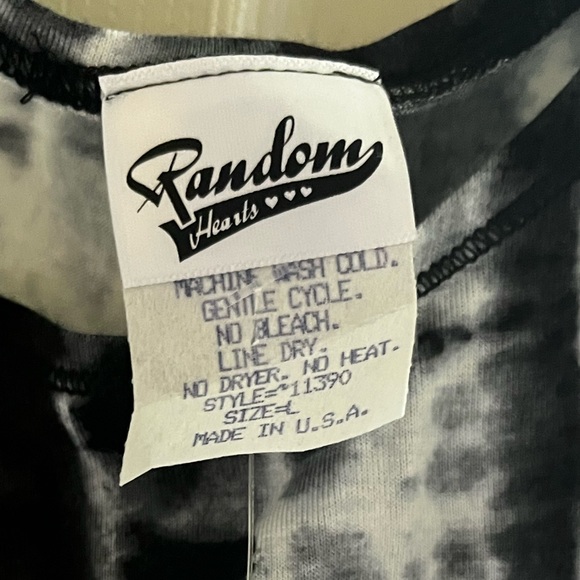 Random
Hearts
MACHINE WASH COLD.
GENTLE CYCLE.
NO BLEACH.
LINE DRY.
NO DRYER. NO HEAT.
STYLE=~11390
SIZE=L
MADE IN U.S.A.